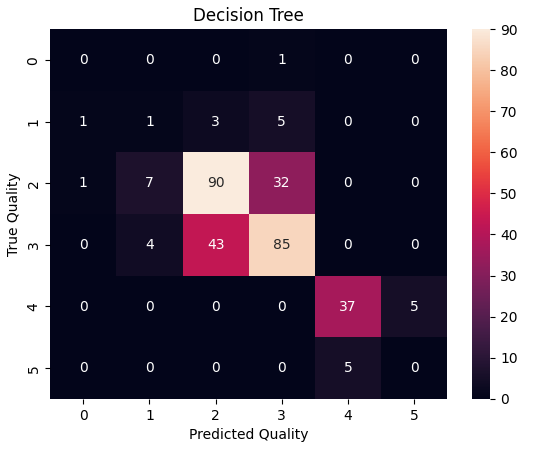 Decision Tree
True Quality
0 0 0 0 1 0 0
1 1 1 3 5 0 0
2 1 7 90 32 0 0
3 0 4 43 85 0 0
4 0 0 0 0 37 5
5 0 0 0 0 5 0
0 1 2 3 4 5
Predicted Quality
90
80
70
60
50
40
30
20
10
0